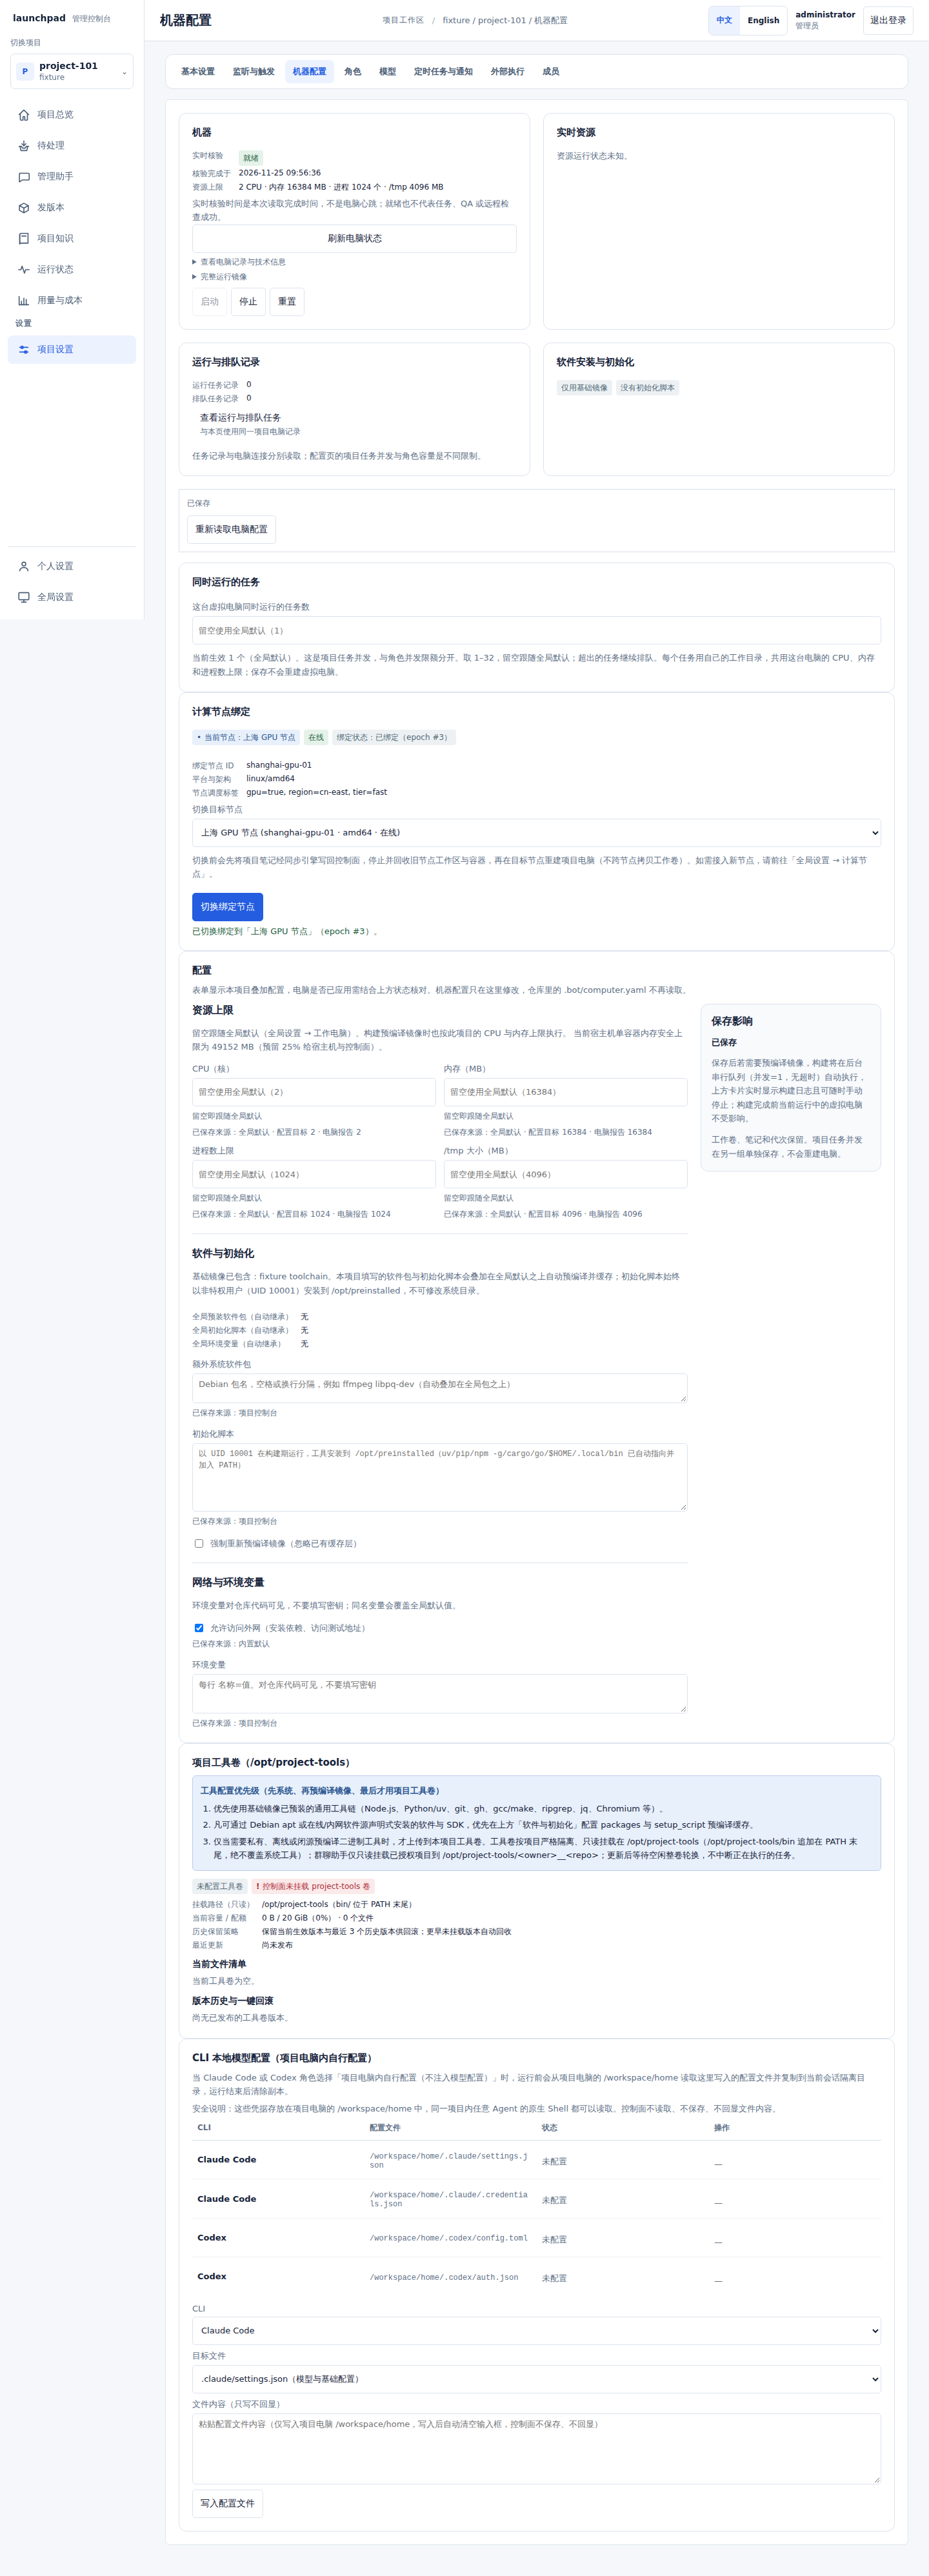 launchpad 管理控制台
切换项目
P
project-101
fixture
项目总览
待处理
管理助手
发版本
项目知识
运行状态
用量与成本
设置
项目设置
个人设置
全局设置
机器配置
项目工作区 / fixture / project-101 / 机器配置
中文
English
administrator
管理员
退出登录
基本设置
监听与触发
机器配置
角色
模型
定时任务与通知
外部执行
成员
机器
实时核验 就绪
核验完成于 2026-11-25 09:56:36
资源上限 2 CPU · 内存 16384 MB · 进程 1024 个 · /tmp 4096 MB
实时核验时间是本次读取完成时间，不是电脑心跳；就绪也不代表任务、QA 或远程检
查成功。
刷新电脑状态
查看电脑记录与技术信息
完整运行镜像
启动
停止
重置
实时资源
资源运行状态未知。
运行与排队记录
运行任务记录 0
排队任务记录 0
查看运行与排队任务
与本页使用同一项目电脑记录
任务记录与电脑连接分别读取；配置页的项目任务并发与角色容量是不同限制。
软件安装与初始化
仅用基础镜像
没有初始化脚本
已保存
重新读取电脑配置
同时运行的任务
这台虚拟电脑同时运行的任务数
留空使用全局默认（1）
当前生效 1 个（全局默认）。这是项目任务并发，与角色并发限额分开。取 1–32，留空跟随全局默认；超出的任务继续排队。每个任务用自己的工作目录，共用这台电脑的 CPU、内存
和进程数上限；保存不会重建虚拟电脑。
计算节点绑定
• 当前节点：上海 GPU 节点
在线
绑定状态：已绑定（epoch #3）
绑定节点 ID shanghai-gpu-01
平台与架构 linux/amd64
节点调度标签 gpu=true, region=cn-east, tier=fast
切换目标节点
上海 GPU 节点 (shanghai-gpu-01 · amd64 · 在线)
切换前会先将项目笔记经同步引擎写回控制面，停止并回收旧节点工作区与容器，再在目标节点重建项目电脑（不跨节点拷贝工作卷）。如需接入新节点，请前往「全局设置 → 计算节
点」。
切换绑定节点
已切换绑定到「上海 GPU 节点」（epoch #3）。
配置
表单显示本项目叠加配置，电脑是否已应用需结合上方状态核对。机器配置只在这里修改，仓库里的 .bot/computer.yaml 不再读取。
资源上限
留空跟随全局默认（全局设置 → 工作电脑）。构建预编译镜像时也按此项目的 CPU 与内存上限执行。 当前宿主机单容器内存安全上
限为 49152 MB（预留 25% 给宿主机与控制面）。
CPU（核）
留空使用全局默认（2）
留空即跟随全局默认
已保存来源：全局默认 · 配置目标 2 · 电脑报告 2
内存（MB）
留空使用全局默认（16384）
留空即跟随全局默认
已保存来源：全局默认 · 配置目标 16384 · 电脑报告 16384
进程数上限
留空使用全局默认（1024）
留空即跟随全局默认
已保存来源：全局默认 · 配置目标 1024 · 电脑报告 1024
/tmp 大小（MB）
留空使用全局默认（4096）
留空即跟随全局默认
已保存来源：全局默认 · 配置目标 4096 · 电脑报告 4096
保存影响
已保存
保存后若需要预编译镜像，构建将在后台
串行队列（并发=1，无超时）自动执行，
上方卡片实时显示构建日志且可随时手动
停止；构建完成前当前运行中的虚拟电脑
不受影响。
工作卷、笔记和代次保留。项目任务并发
在另一组单独保存，不会重建电脑。
软件与初始化
基础镜像已包含：fixture toolchain。本项目填写的软件包与初始化脚本会叠加在全局默认之上自动预编译并缓存；初始化脚本始终
以非特权用户（UID 10001）安装到 /opt/preinstalled，不可修改系统目录。
全局预装软件包（自动继承） 无
全局初始化脚本（自动继承） 无
全局环境变量（自动继承） 无
额外系统软件包
Debian 包名，空格或换行分隔，例如 ffmpeg libpq-dev（自动叠加在全局包之上）
已保存来源：项目控制台
初始化脚本
以 UID 10001 在构建期运行，工具安装到 /opt/preinstalled（uv/pip/npm -g/cargo/go/$HOME/.local/bin 已自动指向并
加入 PATH）
已保存来源：项目控制台
强制重新预编译镜像（忽略已有缓存层）
网络与环境变量
环境变量对仓库代码可见，不要填写密钥；同名变量会覆盖全局默认值。
允许访问外网（安装依赖、访问测试地址）
已保存来源：内置默认
环境变量
每行 名称=值。对仓库代码可见，不要填写密钥
已保存来源：项目控制台
项目工具卷（/opt/project-tools）
工具配置优先级（先系统、再预编译镜像、最后才用项目工具卷）
1. 优先使用基础镜像已预装的通用工具链（Node.js、Python/uv、git、gh、gcc/make、ripgrep、jq、Chromium 等）。
2. 凡可通过 Debian apt 或在线/内网软件源声明式安装的软件与 SDK，优先在上方「软件与初始化」配置 packages 与 setup_script 预编译缓存。
3. 仅当需要私有、离线或闭源预编译二进制工具时，才上传到本项目工具卷。工具卷按项目严格隔离、只读挂载在 /opt/project-tools（/opt/project-tools/bin 追加在 PATH 末
尾，绝不覆盖系统工具）；群聊助手仅只读挂载已授权项目到 /opt/project-tools/<owner>__<repo>；更新后等待空闲整卷轮换，不中断正在执行的任务。
未配置工具卷
! 控制面未挂载 project-tools 卷
挂载路径（只读） /opt/project-tools（bin/ 位于 PATH 末尾）
当前容量 / 配额 0 B / 20 GiB（0%） · 0 个文件
历史保留策略 保留当前生效版本与最近 3 个历史版本供回滚；更早未挂载版本自动回收
最近更新 尚未发布
当前文件清单
当前工具卷为空。
版本历史与一键回滚
尚无已发布的工具卷版本。
CLI 本地模型配置（项目电脑内自行配置）
当 Claude Code 或 Codex 角色选择「项目电脑内自行配置（不注入模型配置）」时，运行前会从项目电脑的 /workspace/home 读取这里写入的配置文件并复制到当前会话隔离目
录，运行结束后清除副本。
安全说明：这些凭据存放在项目电脑的 /workspace/home 中，同一项目内任意 Agent 的原生 Shell 都可以读取。控制面不读取、不保存、不回显文件内容。
CLI 配置文件 状态 操作
Claude Code /workspace/home/.claude/settings.j
son 未配置 —
Claude Code /workspace/home/.claude/.credentia
ls.json 未配置 —
Codex /workspace/home/.codex/config.toml 未配置 —
Codex /workspace/home/.codex/auth.json 未配置 —
CLI
Claude Code
目标文件
.claude/settings.json（模型与基础配置）
文件内容（只写不回显）
粘贴配置文件内容（仅写入项目电脑 /workspace/home，写入后自动清空输入框，控制面不保存、不回显）
写入配置文件